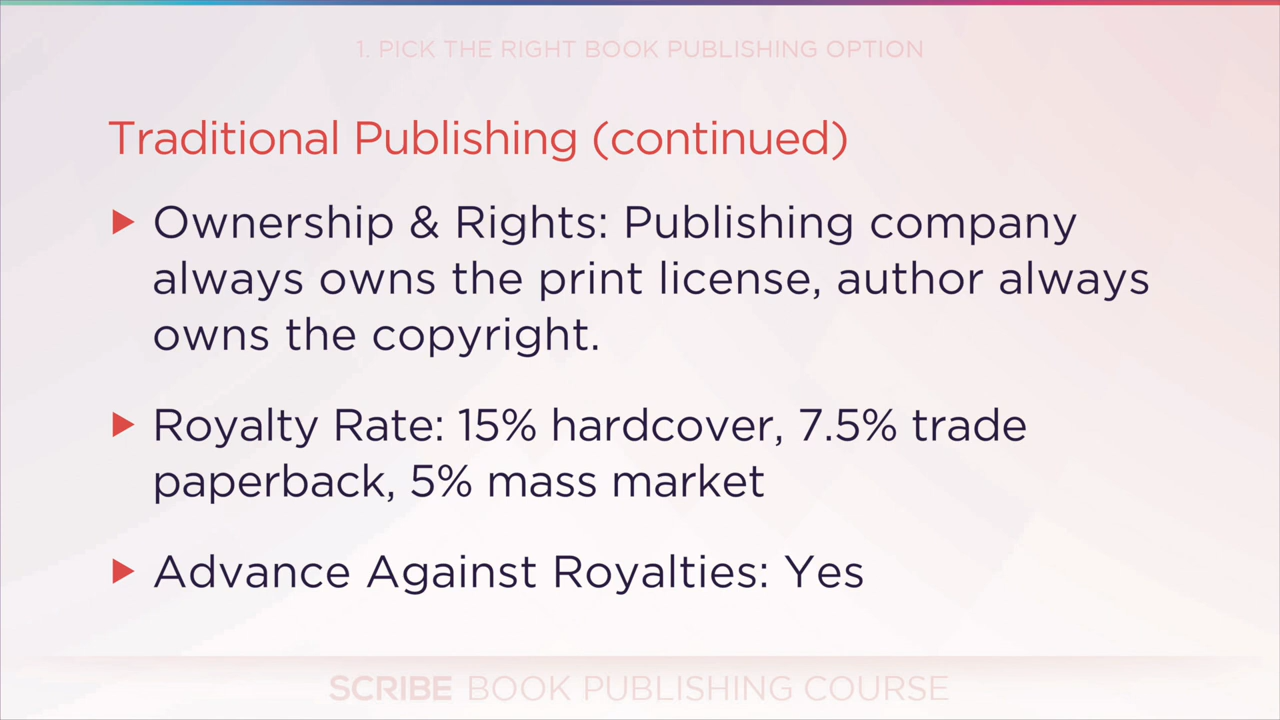 1. PICK THE RIGHT BOOK PUBLISHING OPTION
Traditional Publishing (continued)
Ownership & Rights: Publishing company
always owns the print license, author always
owns the copyright.
Royalty Rate: 15% hardcover, 7.5% trade
paperback, 5% mass market
Advance Against Royalties: Yes
SCRIBE BOOK PUBLISHING COURSE